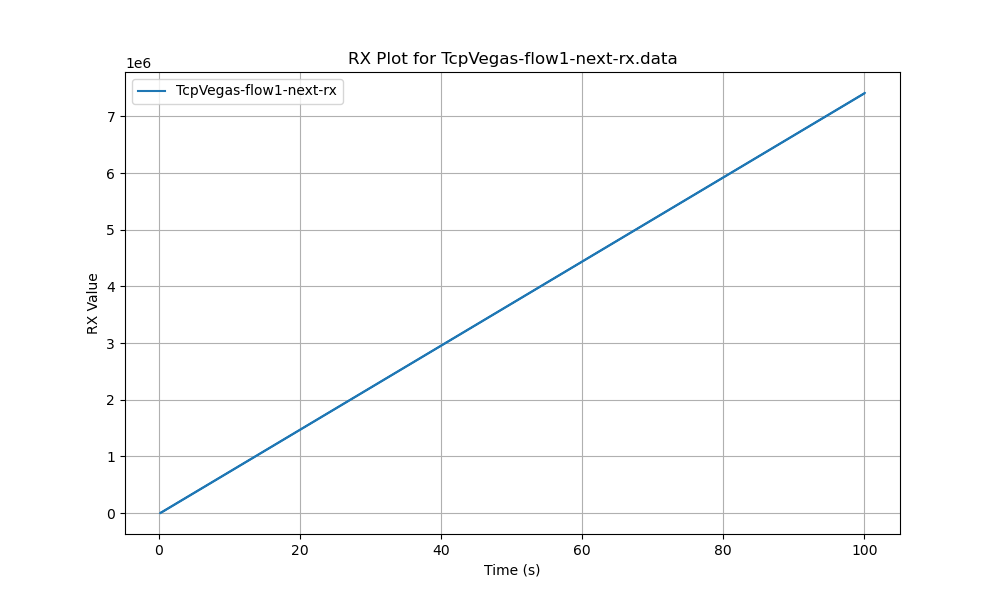 RX Plot for TcpVegas-flow1-next-rx.data
1e6
TcpVegas-flow1-next-rx
7
6
5
4
3
2
1
0
RX Value
0 20 40 60 80 100
Time (s)